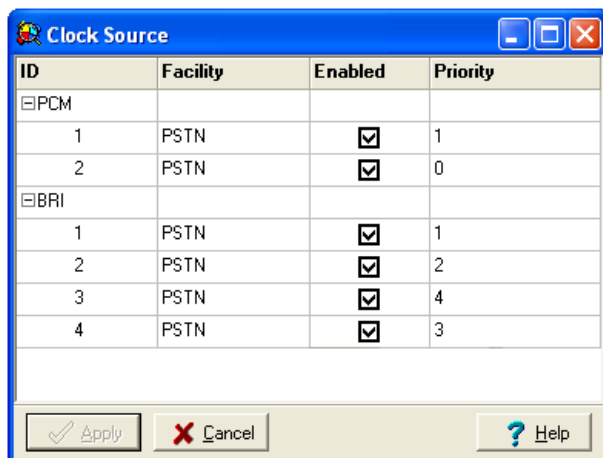 Clock Source
ID Facility Enabled Priority
PCM
1 PSTN 1
2 PSTN 0
BRI
1 PSTN 1
2 PSTN 2
3 PSTN 4
4 PSTN 3
Apply Cancel ? Help